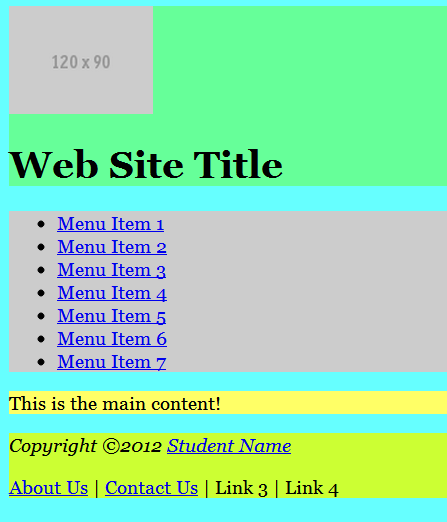 120 x 90
Web Site Title
Menu Item 1
Menu Item 2
Menu Item 3
Menu Item 4
Menu Item 5
Menu Item 6
Menu Item 7
This is the main content!
Copyright ©2012 Student Name
About Us | Contact Us | Link 3 | Link 4